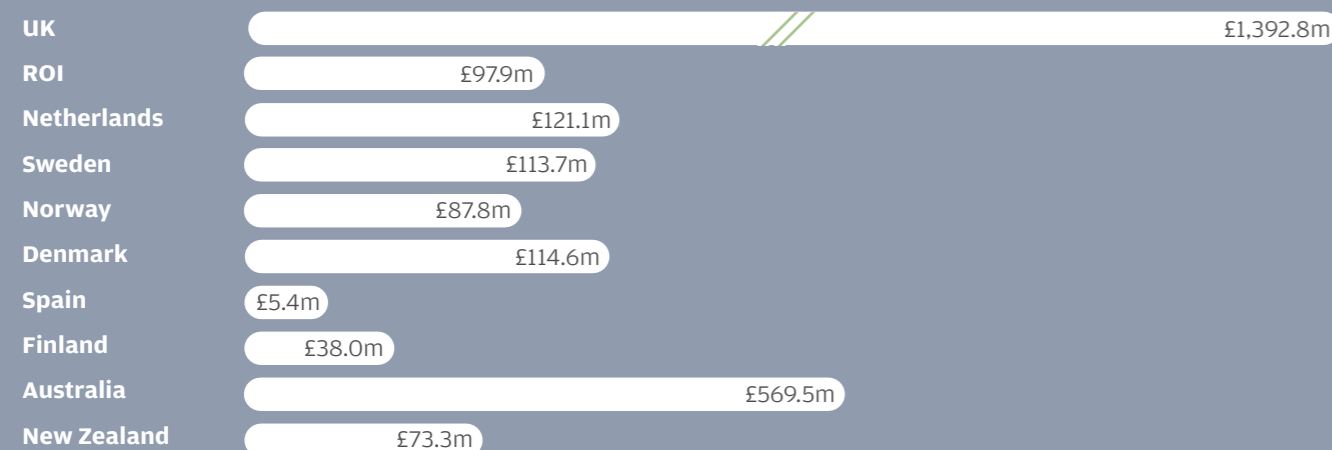 UK £1,392.8m
ROI £97.9m
Netherlands £121.1m
Sweden £113.7m
Norway £87.8m
Denmark £114.6m
Spain £5.4m
Finland £38.0m
Australia £569.5m
New Zealand £73.3m